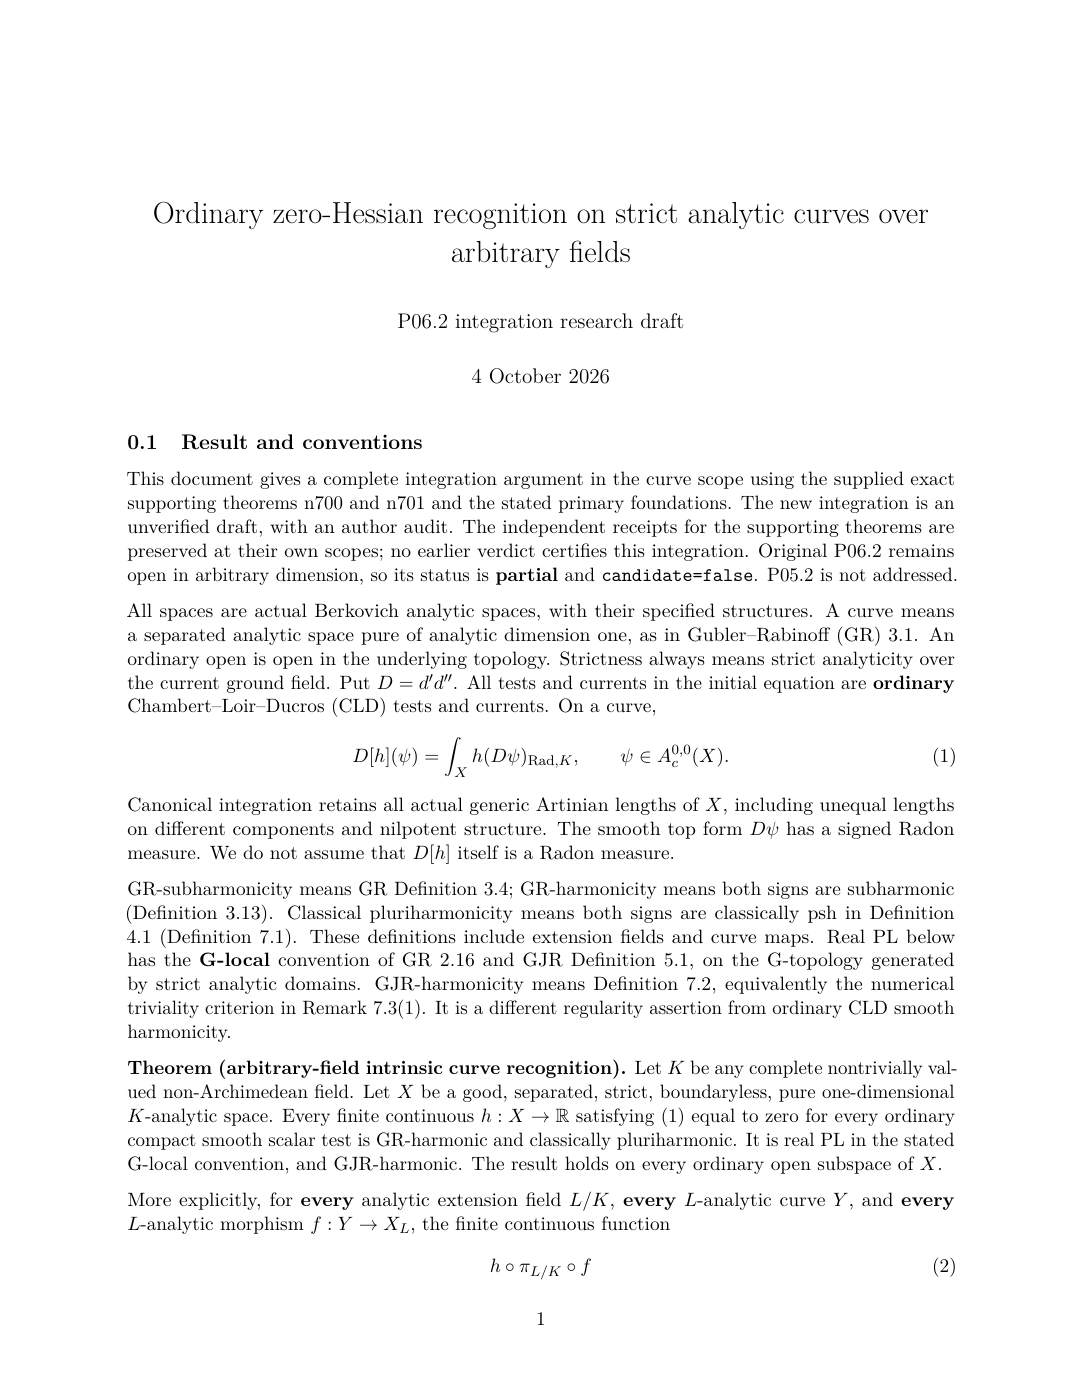 Ordinary zero-Hessian recognition on strict analytic curves over
arbitrary fields
P06.2 integration research draft
4 October 2026
0.1 Result and conventions
This document gives a complete integration argument in the curve scope using the supplied exact
supporting theorems n700 and n701 and the stated primary foundations. The new integration is an
unverified draft, with an author audit. The independent receipts for the supporting theorems are
preserved at their own scopes; no earlier verdict certifies this integration. Original P06.2 remains
open in arbitrary dimension, so its status is partial and candidate=false. P05.2 is not addressed.
All spaces are actual Berkovich analytic spaces, with their specified structures. A curve means
a separated analytic space pure of analytic dimension one, as in Gubler–Rabinoff (GR) 3.1. An
ordinary open is open in the underlying topology. Strictness always means strict analyticity over
the current ground field. Put D = d′d″. All tests and currents in the initial equation are ordinary
Chambert–Loir–Ducros (CLD) tests and currents. On a curve,
D[h](ψ) = ∫_X h(Dψ)_{Rad,K}, ψ ∈ A_c^{0,0}(X). (1)
Canonical integration retains all actual generic Artinian lengths of X, including unequal lengths
on different components and nilpotent structure. The smooth top form Dψ has a signed Radon
measure. We do not assume that D[h] itself is a Radon measure.
GR-subharmonicity means GR Definition 3.4; GR-harmonicity means both signs are subharmonic
(Definition 3.13). Classical pluriharmonicity means both signs are classically psh in Definition
4.1 (Definition 7.1). These definitions include extension fields and curve maps. Real PL below
has the G-local convention of GR 2.16 and GJR Definition 5.1, on the G-topology generated
by strict analytic domains. GJR-harmonicity means Definition 7.2, equivalently the numerical
triviality criterion in Remark 7.3(1). It is a different regularity assertion from ordinary CLD smooth
harmonicity.
Theorem (arbitrary-field intrinsic curve recognition). Let K be any complete nontrivially val-
ued non-Archimedean field. Let X be a good, separated, strict, boundaryless, pure one-dimensional
K-analytic space. Every finite continuous h : X → ℝ satisfying (1) equal to zero for every ordinary
compact smooth scalar test is GR-harmonic and classically pluriharmonic. It is real PL in the stated
G-local convention, and GJR-harmonic. The result holds on every ordinary open subspace of X.
More explicitly, for every analytic extension field L/K, every L-analytic curve Y, and every
L-analytic morphism f : Y → X_L, the finite continuous function
h ∘ π_{L/K} ∘ f (2)
1